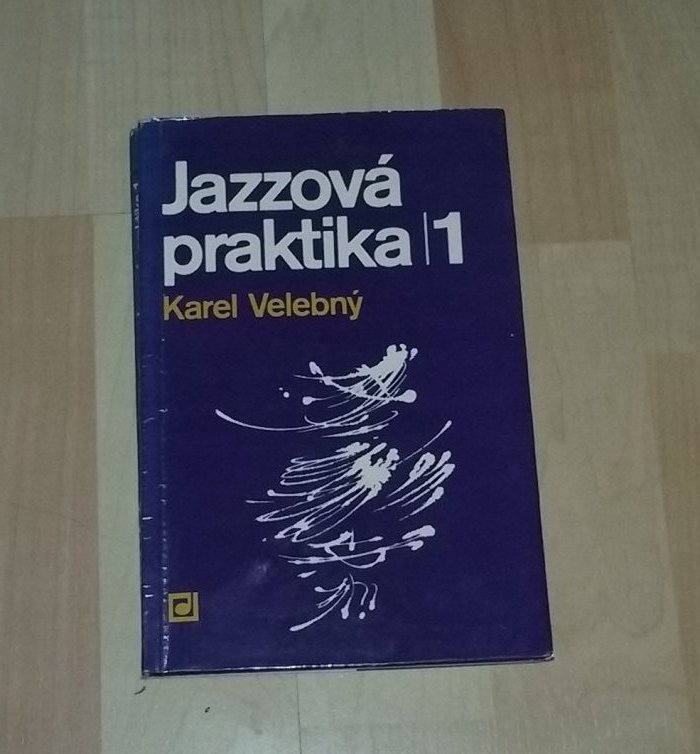 Jazzová
praktika|1
Karel Velebný